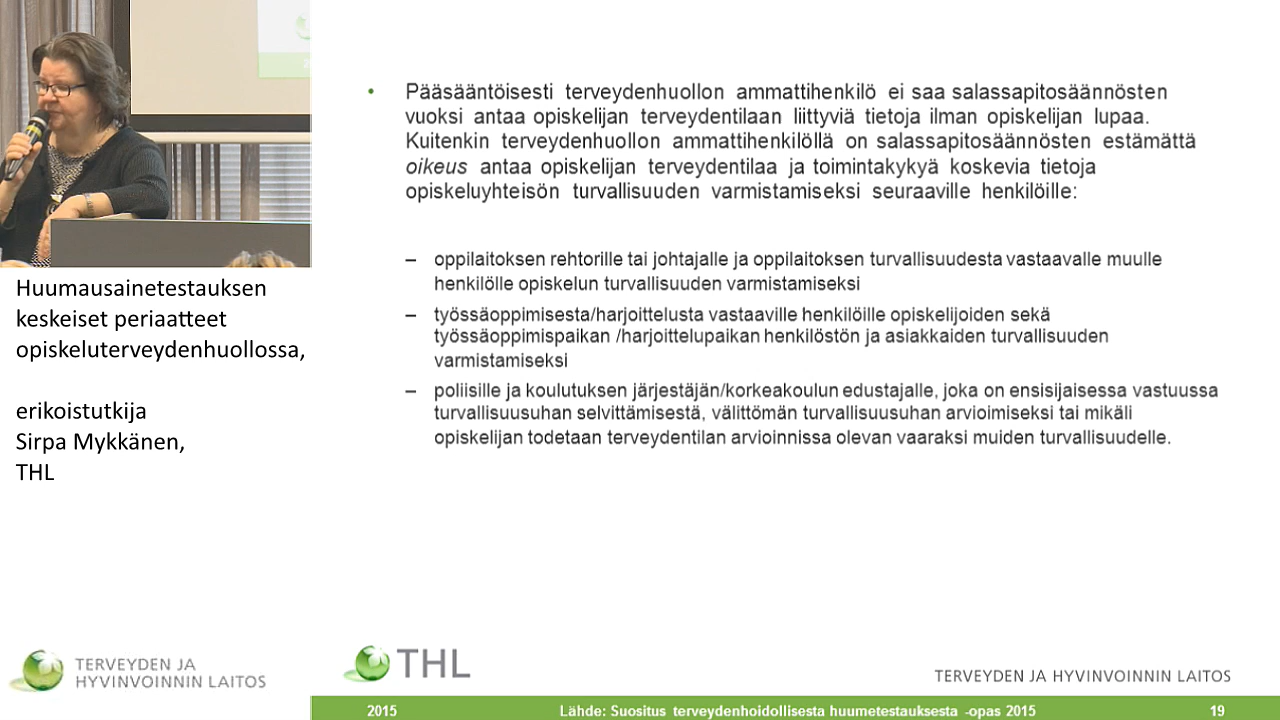 Huumausainetestauksen
keskeiset periaatteet
opiskeluterveydenhuollossa,
erikoistutkija
Sirpa Mykkänen,
THL
TERVEYDEN JA
HYVINVOINNIN LAITOS
• Pääsääntöisesti terveydenhuollon ammattihenkilö ei saa salassapitosäännösten
vuoksi antaa opiskelijan terveydentilaan liittyviä tietoja ilman opiskelijan lupaa.
Kuitenkin terveydenhuollon ammattihenkilöllä on salassapitosäännösten estämättä
oikeus antaa opiskelijan terveydentilaa ja toimintakykyä koskevia tietoja
opiskeluyhteisön turvallisuuden varmistamiseksi seuraaville henkilöille:
– oppilaitoksen rehtorille tai johtajalle ja oppilaitoksen turvallisuudesta vastaavalle muulle
henkilölle opiskelun turvallisuuden varmistamiseksi
– työssäoppimisesta/harjoittelusta vastaaville henkilöille opiskelijoiden sekä
työssäoppimispaikan /harjoittelupaikan henkilöstön ja asiakkaiden turvallisuuden
varmistamiseksi
– poliisille ja koulutuksen järjestäjän/korkeakoulun edustajalle, joka on ensisijaisessa vastuussa
turvallisuusuhan selvittämisestä, välittömän turvallisuusuhan arvioimiseksi tai mikäli
opiskelijan todetaan terveydentilan arvioinnissa olevan vaaraksi muiden turvallisuudelle.
THL
TERVEYDEN JA HYVINVOINNIN LAITOS
2015 Lähde: Suositus terveydenhoidollisesta huumetestauksesta -opas 2015 19